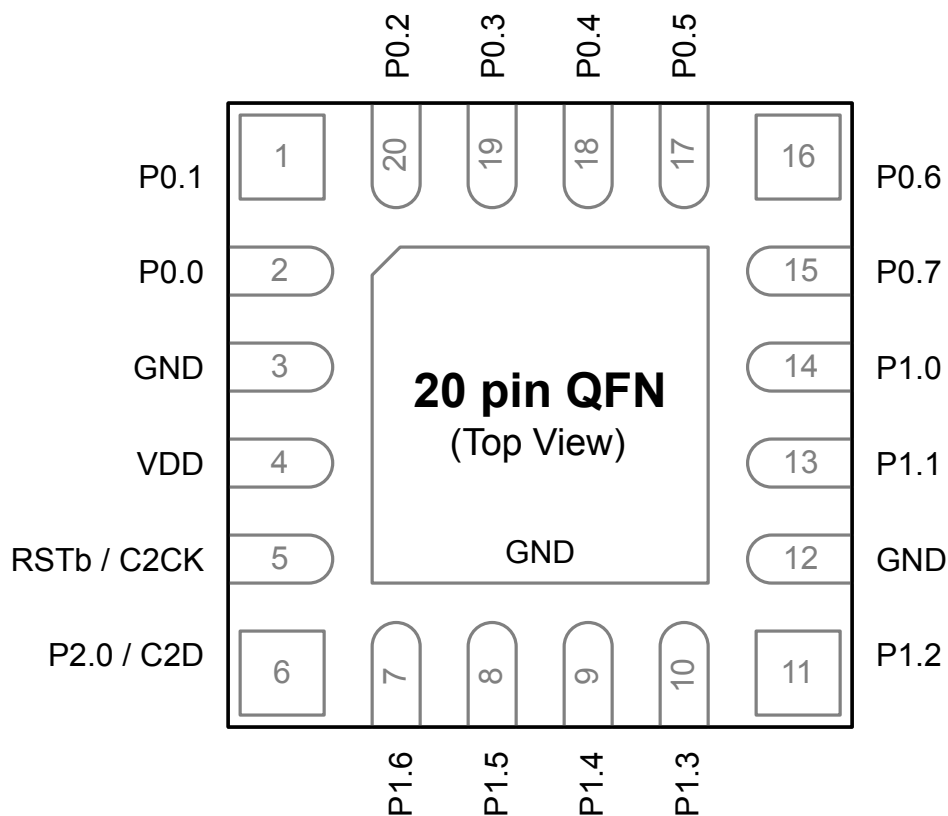 P0.2
P0.3
P0.4
P0.5
P0.1
1
20
19
18
17
16
P0.6
P0.0
2
15
P0.7
GND
3
14
P1.0
20 pin QFN
(Top View)
VDD
4
13
P1.1
RSTb / C2CK
5
GND
12
GND
P2.0 / C2D
6
7
8
9
10
11
P1.2
P1.6
P1.5
P1.4
P1.3